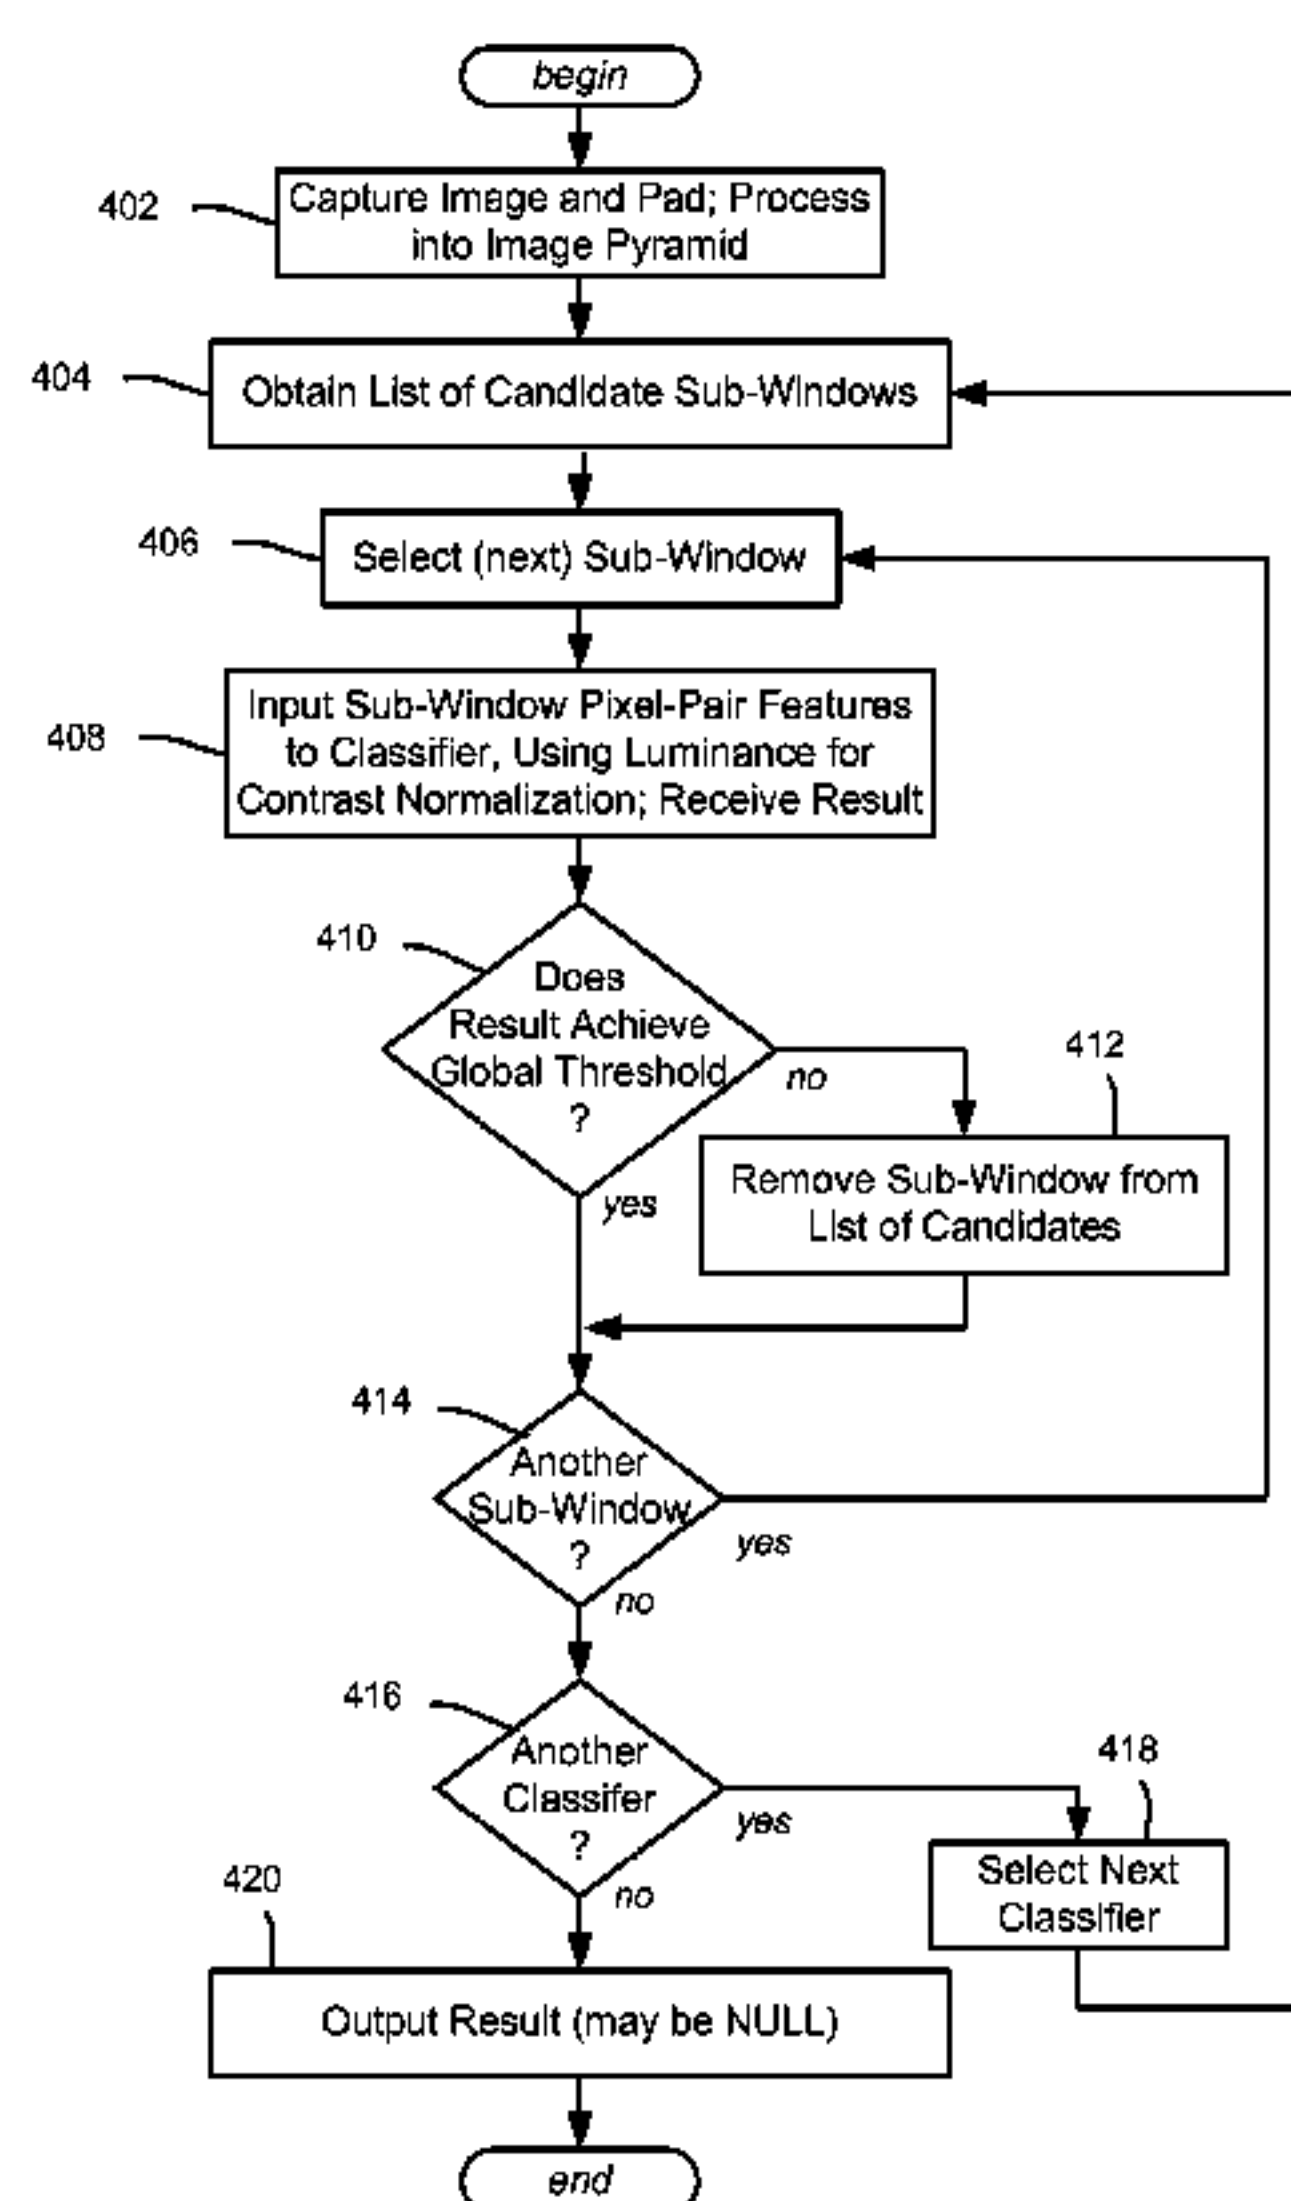 begin
402
Capture Image and Pad; Process
into Image Pyramid
404
Obtain List of Candidate Sub-Windows
406
Select (next) Sub-Window
408
Input Sub-Window Pixel-Pair Features
to Classifier, Using Luminance for
Contrast Normalization; Receive Result
410
Does
Result Achieve
Global Threshold
?
no
yes
412
Remove Sub-Window from
List of Candidates
414
Another
Sub-Window
?
yes
no
416
Another
Classifer
?
yes
no
418
Select Next
Classifier
420
Output Result (may be NULL)
end